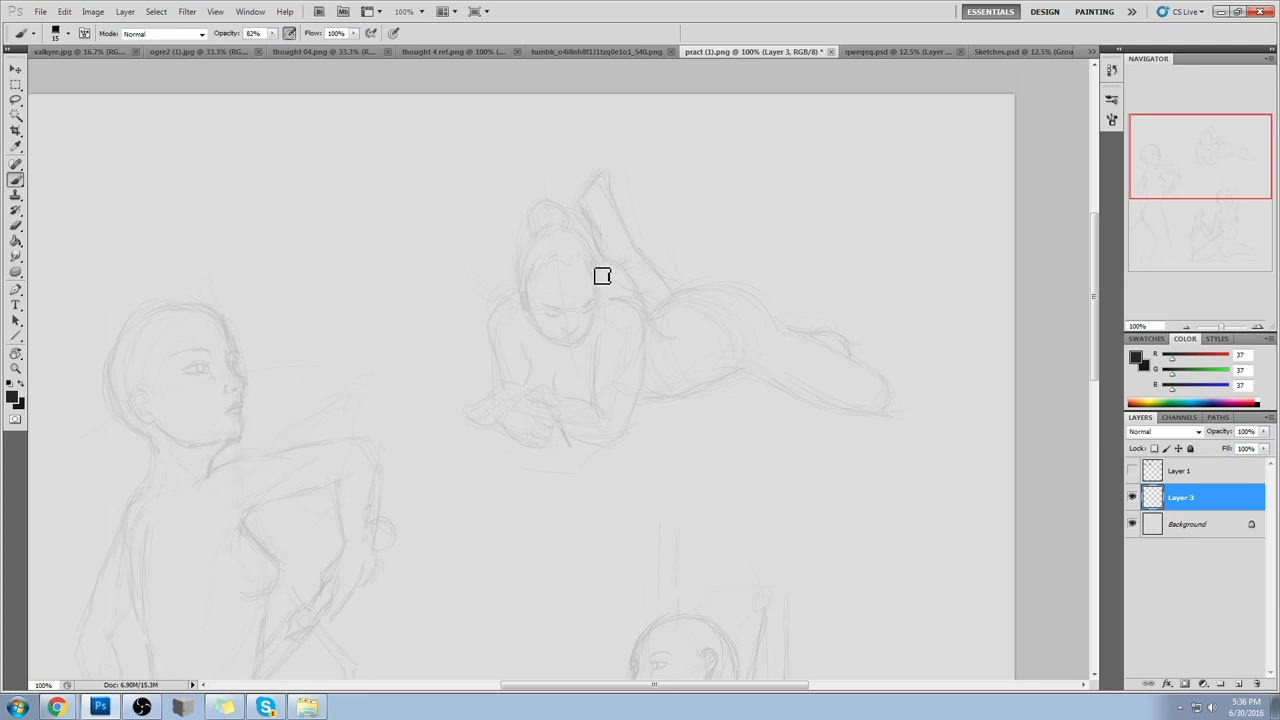 Ps File Edit Image Layer Select Filter Analysis 3D View Window Help Br Mb 100% ESSENTIALS DESIGN PAINTING CS Live
15 Mode: Normal Opacity: 82% Flow: 100%
valkyre.jpg @ 16.7% (RG... ogre2 (1).jpg @ 33.3% (RG... thought 04.png @ 33.3% (R... thought 4 ref.png @ 100% (... pract (1).png @ 100% (Layer 3, RGB/8) * qweqeq.psd @ 12.5% (Layer ... Sketches.psd @ 12.5% (Grou
NAVIGATOR
100%
SWATCHES COLOR STYLES
R 37
G 37
B 37
LAYERS CHANNELS PATHS
Normal Opacity: 100%
Lock: Fill: 100%
Layer 1
Layer 3
Background
100% Doc: 6.90M/15.3M
5:36 PM
6/30/2016